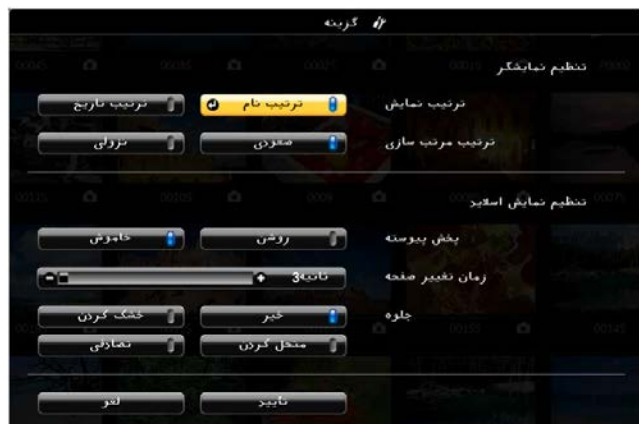 گزینه
تنظیم نمایشگر
ترتیب نمایش ترتیب نام ترتیب تاریخ
ترتیب مرتب سازی صعودی نزولی
تنظیم نمایش اسلاید
پخش پیوسته روشن خاموش
زمان تغییر صفحه ثانیه3
جلوه خیر خشک کردن
منحل کردن تصادفی
تایید لغو